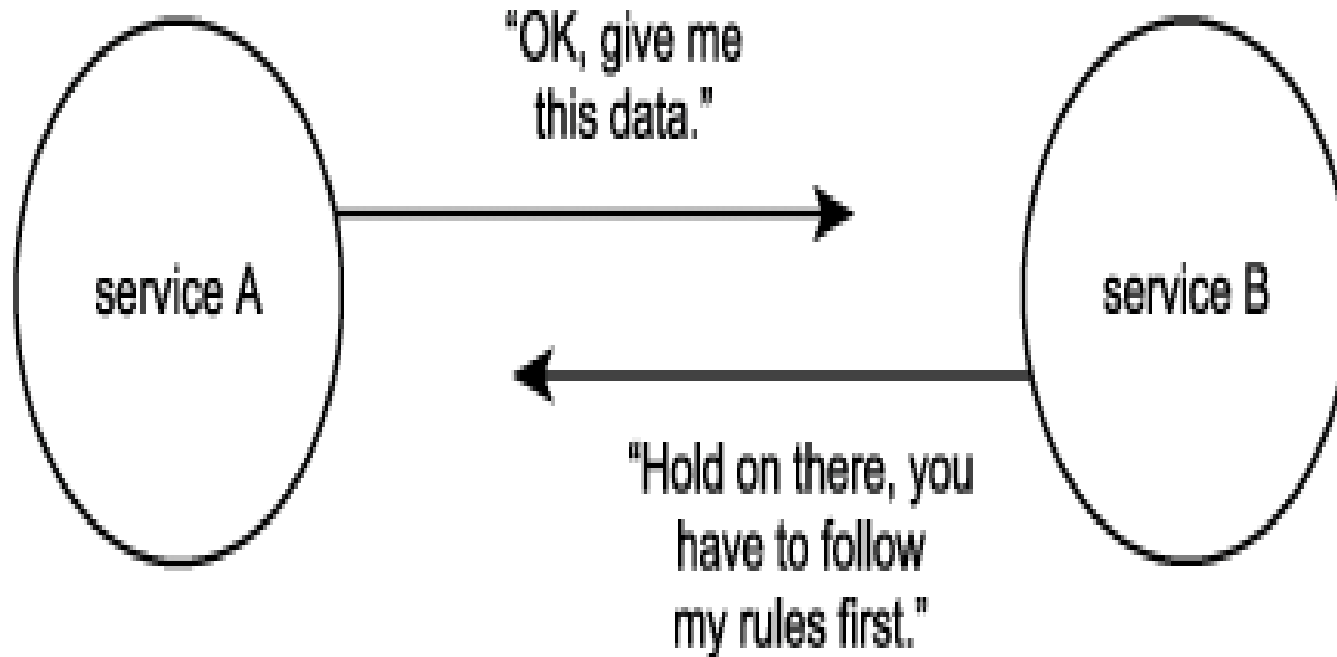 “OK, give me
this data.”
service A
service B
“Hold on there, you
have to follow
my rules first.”